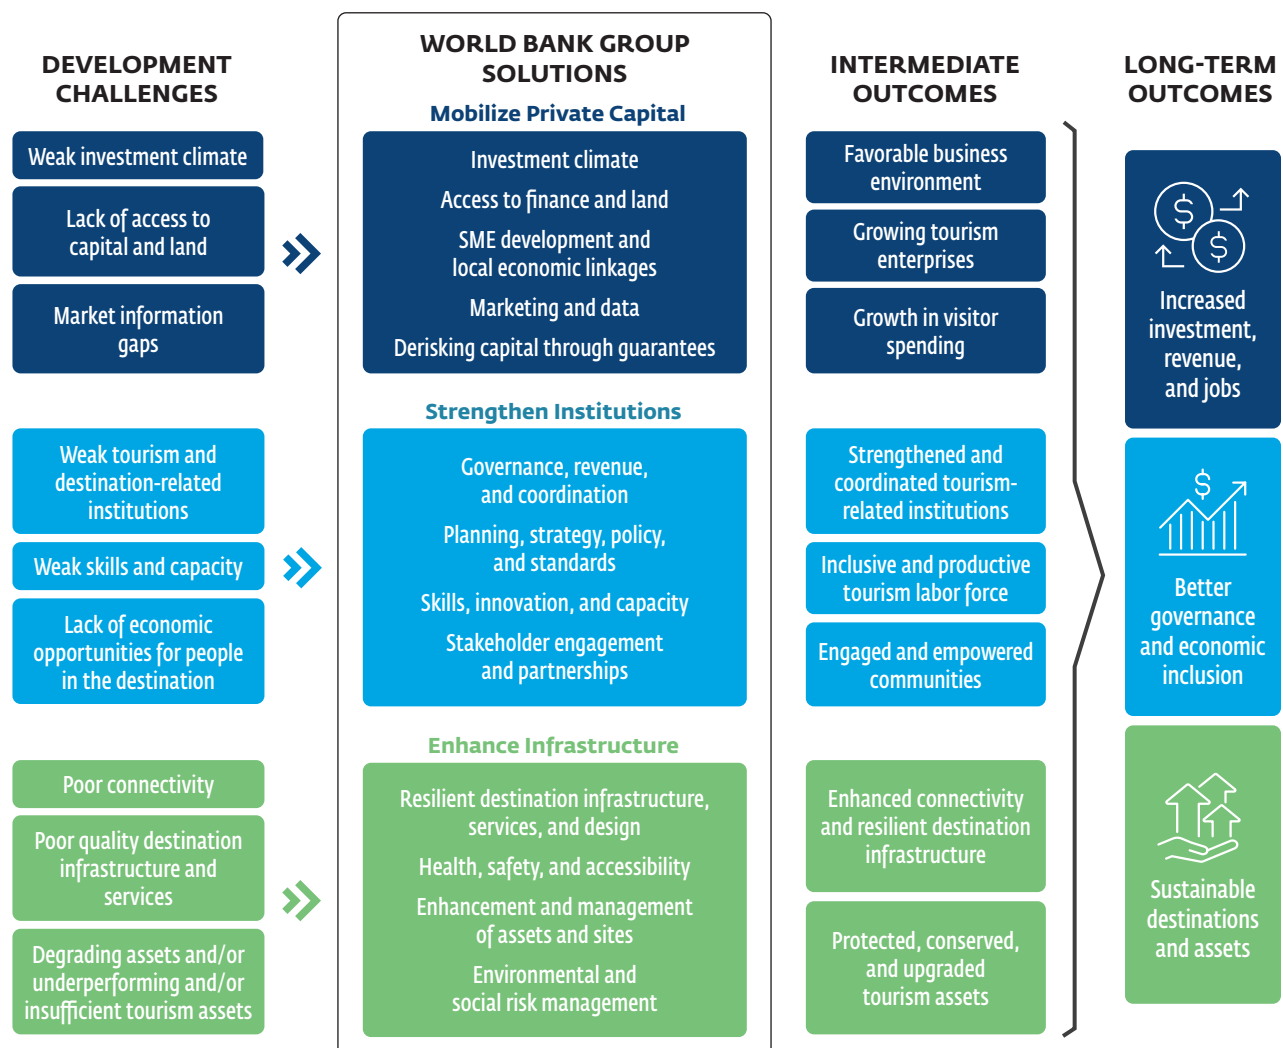 DEVELOPMENT
CHALLENGES
Weak investment climate
Lack of access to
capital and land
Market information
gaps
Weak tourism and
destination-related
institutions
Weak skills and capacity
Lack of economic
opportunities for people
in the destination
Poor connectivity
Poor quality destination
infrastructure and
services
Degrading assets and/or
underperforming and/or
insufficient tourism assets
WORLD BANK GROUP
SOLUTIONS
Mobilize Private Capital
Investment climate
Access to finance and land
SME development and
local economic linkages
Marketing and data
Derisking capital through guarantees
Strengthen Institutions
Governance, revenue,
and coordination
Planning, strategy, policy,
and standards
Skills, innovation, and capacity
Stakeholder engagement
and partnerships
Enhance Infrastructure
Resilient destination infrastructure,
services, and design
Health, safety, and accessibility
Enhancement and management
of assets and sites
Environmental and
social risk management
INTERMEDIATE
OUTCOMES
Favorable business
environment
Growing tourism
enterprises
Growth in visitor
spending
Strengthened and
coordinated tourism-
related institutions
Inclusive and productive
tourism labor force
Engaged and empowered
communities
Enhanced connectivity
and resilient destination
infrastructure
Protected, conserved,
and upgraded
tourism assets
LONG-TERM
OUTCOMES
$
$
Increased
investment,
revenue,
and jobs
$
Better
governance
and economic
inclusion
Sustainable
destinations
and assets